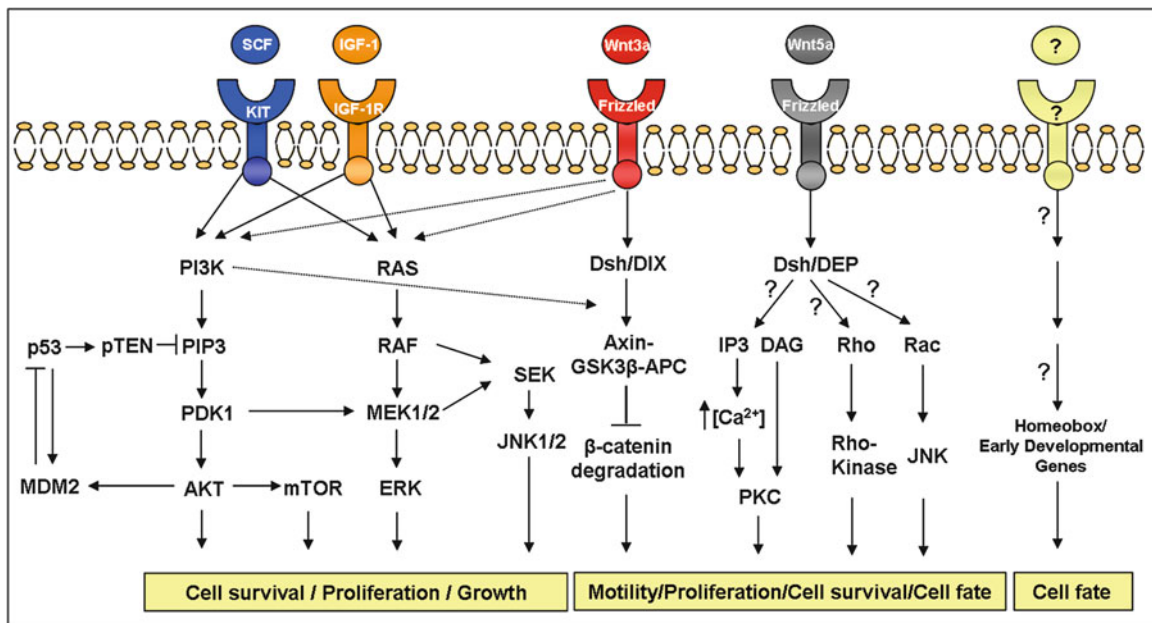 SCF
IGF-1
Wnt3a
Wnt5a
?
KIT
IGF-1R
Frizzled
Frizzled
?
?
PI3K
RAS
Dsh/DIX
Dsh/DEP
?
?
?
p53
pTEN
PIP3
RAF
SEK
Axin-
GSK3β-APC
IP3
DAG
Rho
Rac
?
PDK1
MEK1/2
JNK1/2
β-catenin
degradation
[Ca²⁺]
Rho-
Kinase
JNK
Homeobox/
Early Developmental
Genes
MDM2
AKT
mTOR
ERK
PKC
Cell survival / Proliferation / Growth
Motility/Proliferation/Cell survival/Cell fate
Cell fate